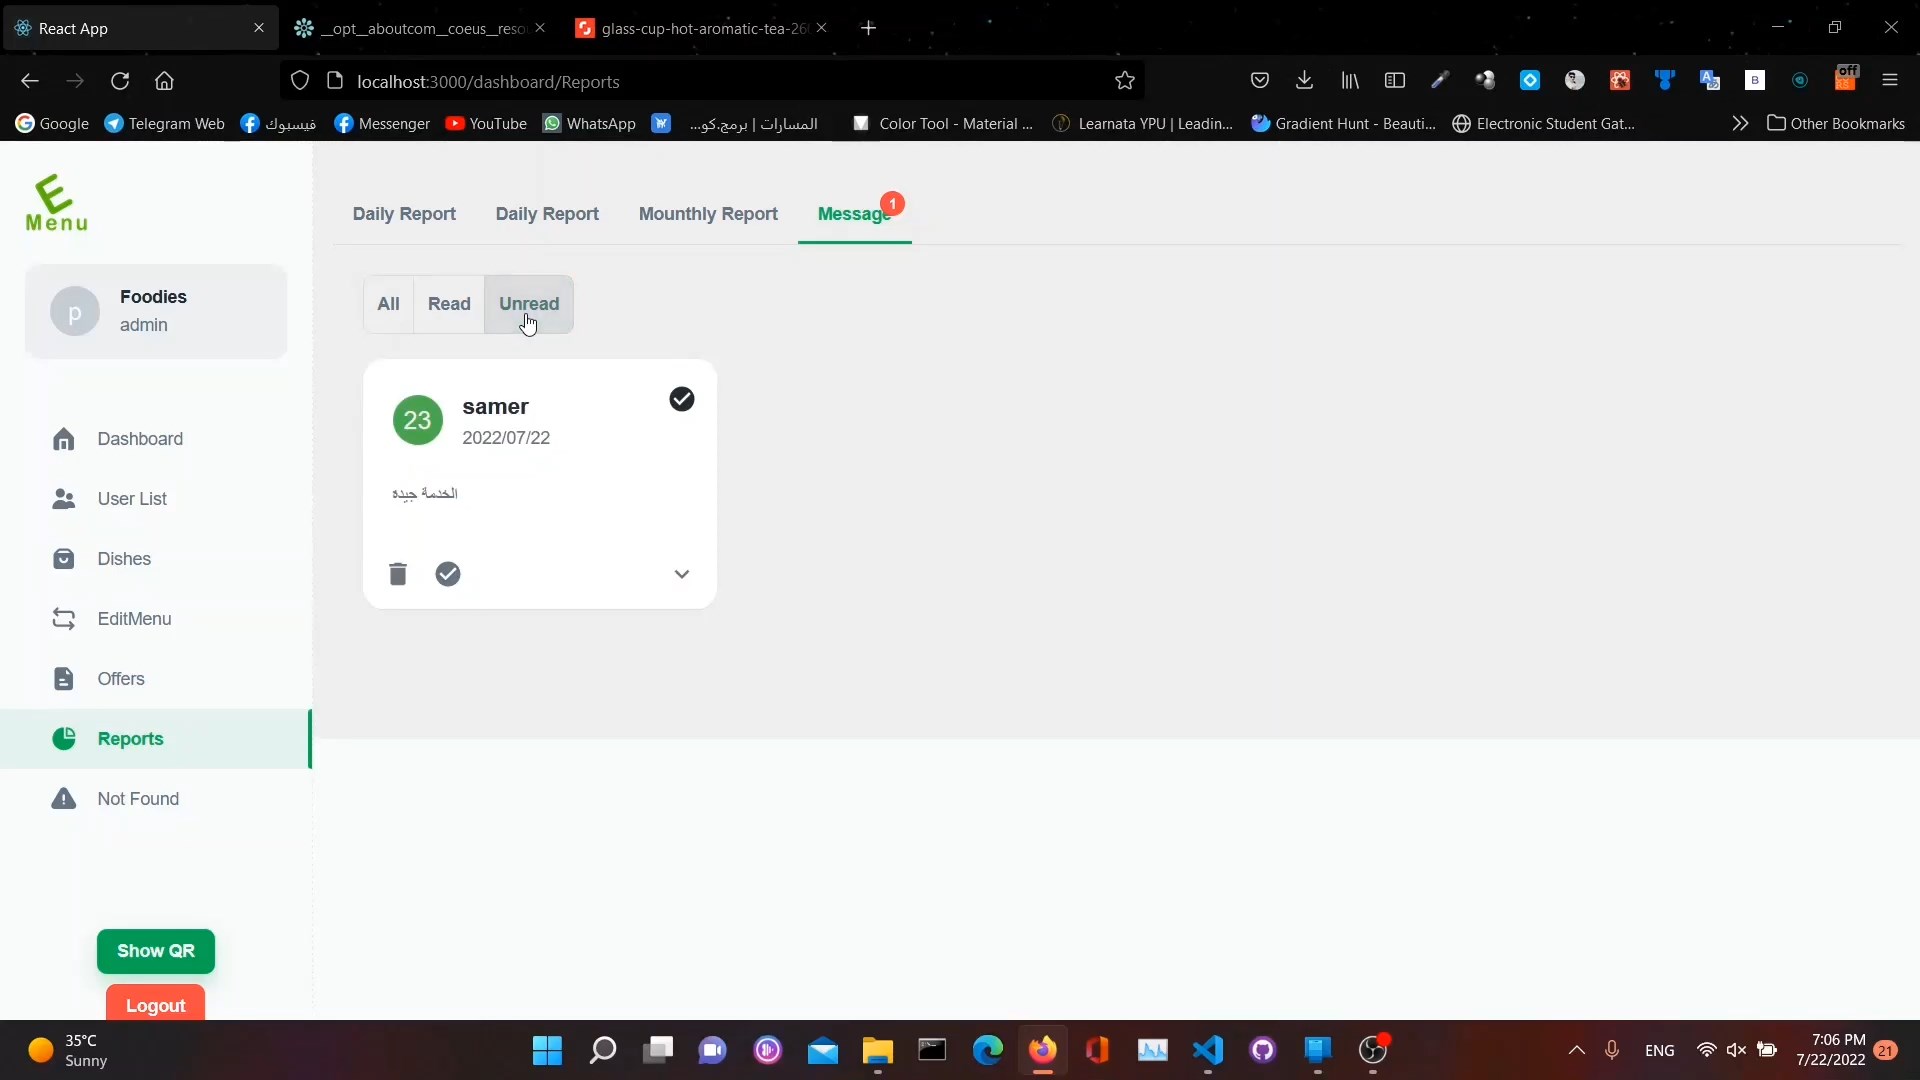 React App
__opt__aboutcom__coeus__reso
glass-cup-hot-aromatic-tea-26
localhost:3000/dashboard/Reports
off
Google
Telegram Web
فيسبوك
Messenger
YouTube
WhatsApp
المسارات | برمج.كو...
Color Tool - Material ...
Learnata YPU | Leadin...
Gradient Hunt - Beauti...
Electronic Student Gat...
Other Bookmarks
E
Menu
p
Foodies
admin
Dashboard
User List
Dishes
EditMenu
Offers
Reports
Not Found
Show QR
Logout
Daily Report
Daily Report
Mounthly Report
Message
1
All
Read
Unread
23
samer
2022/07/22
الخدمة جيدة
35°C
Sunny
ENG
7:06 PM
7/22/2022
21